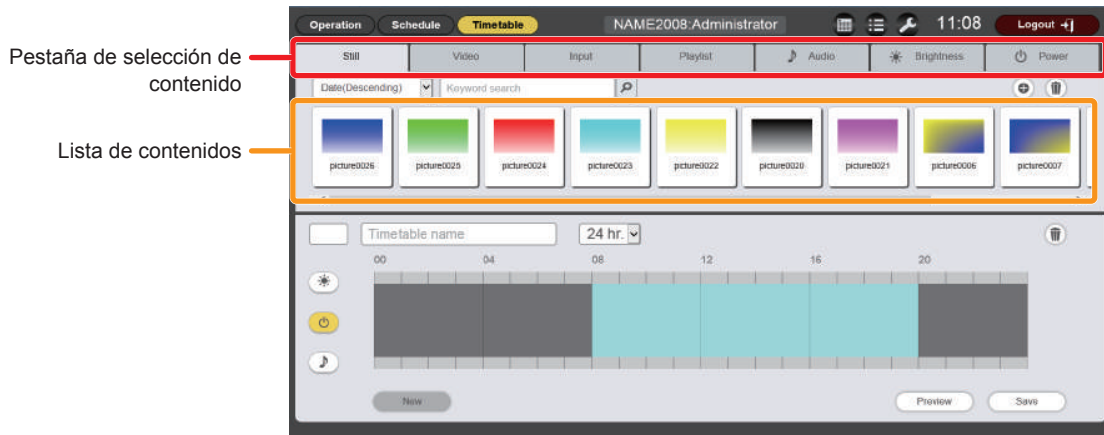 Operation Schedule Timetable NAME2008:Administrator 11:08 Logout
Pestaña de selección de
contenido
Still Video Input Playlist Audio Brightness Power
Date(Descending) Keyword search
Lista de contenidos
picture0026 picture0025 picture0024 picture0023 picture0022 picture0020 picture0021 picture0006 picture0007
Timetable name 24 hr.
00 04 08 12 16 20
New Preview Save